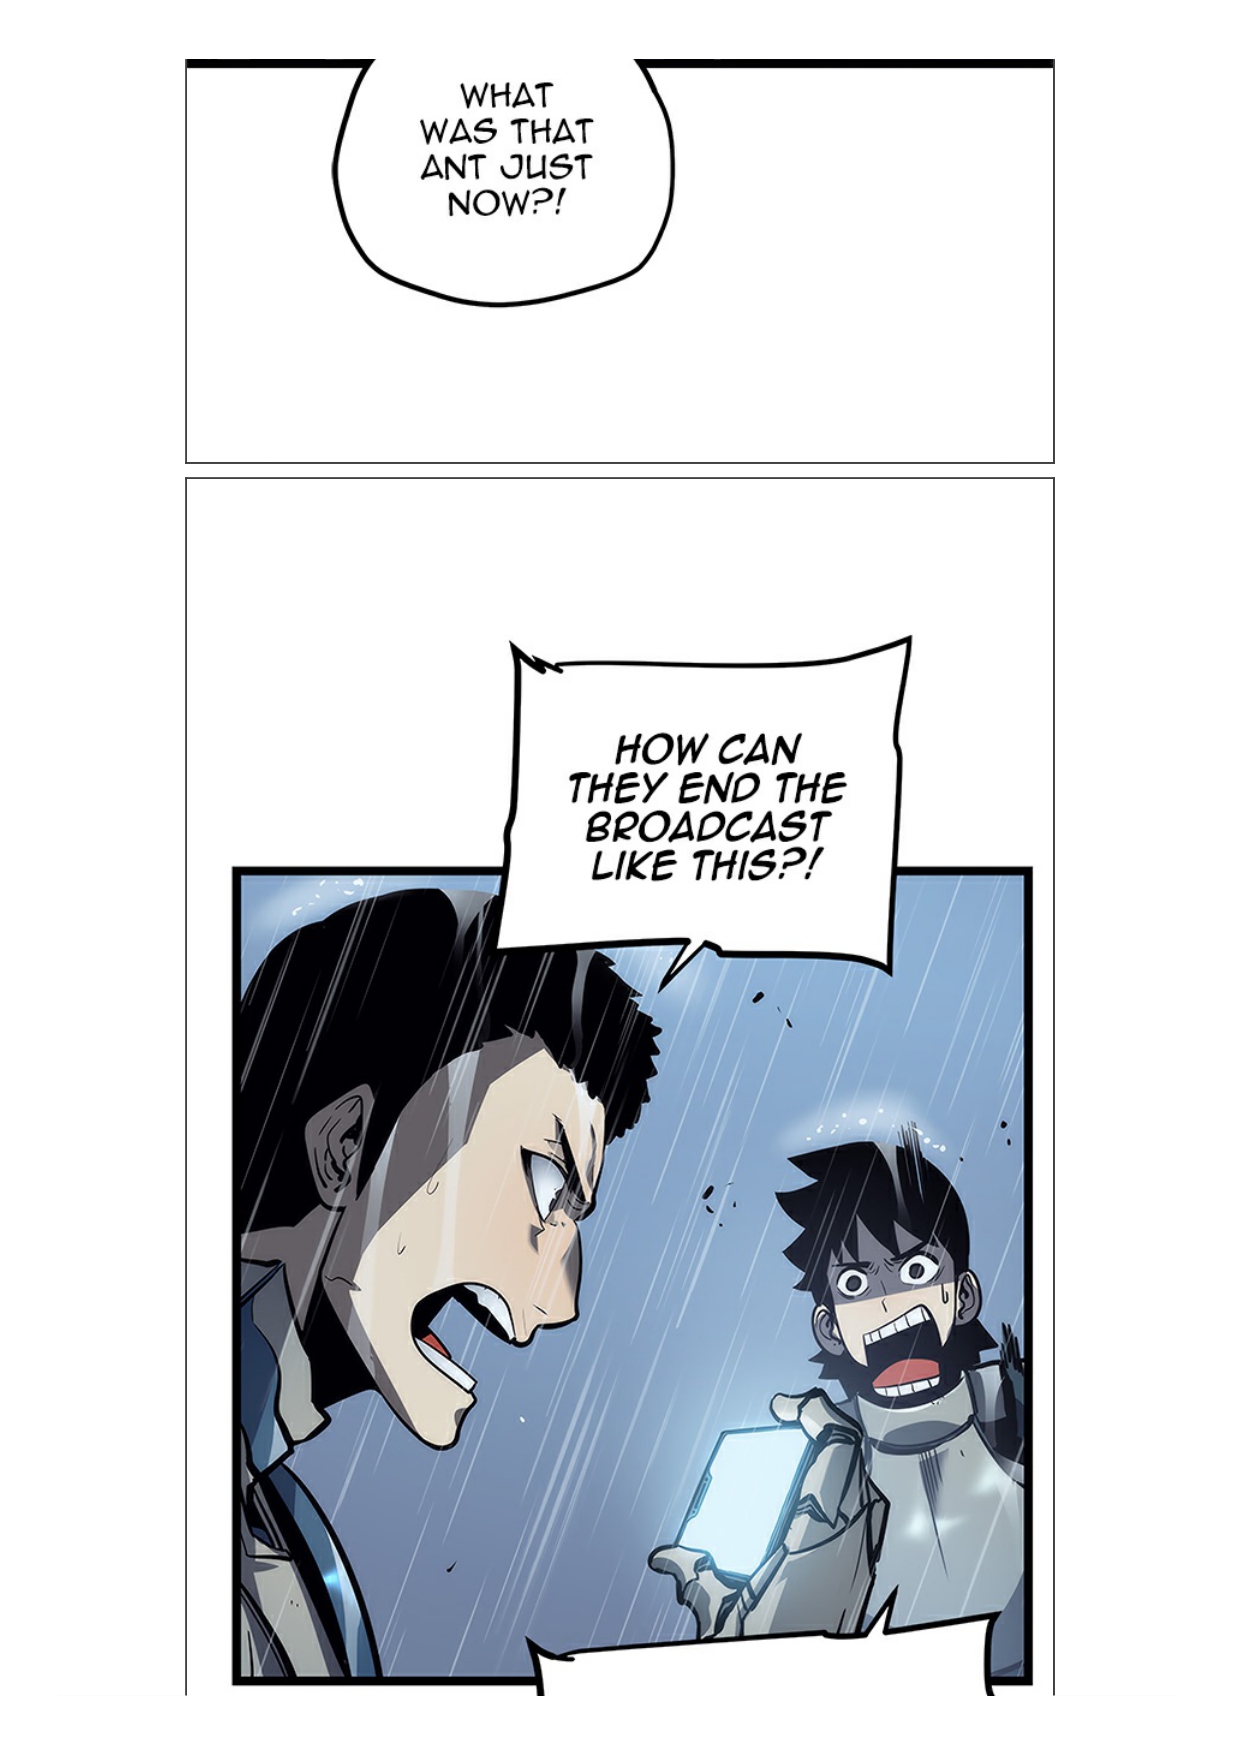 WHAT
WAS THAT
ANT JUST
NOW?!
HOW CAN
THEY END THE
BROADCAST
LIKE THIS?!